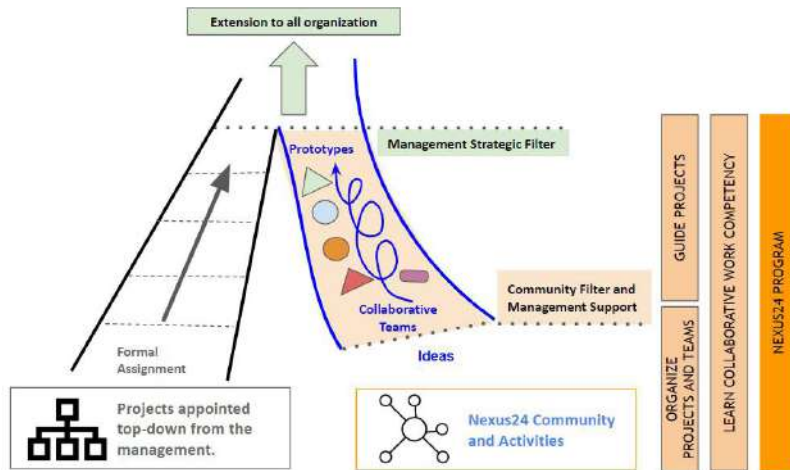 Extension to all organization
Prototypes
Management Strategic Filter
Community Filter and
Management Support
Collaborative
Teams
Ideas
Formal
Assignment
Projects appointed
top-down from the
management.
Nexus24 Community
and Activities
GUIDE PROJECTS
ORGANIZE
PROJECTS AND TEAMS
LEARN COLLABORATIVE WORK COMPETENCY
NEXUS24 PROGRAM